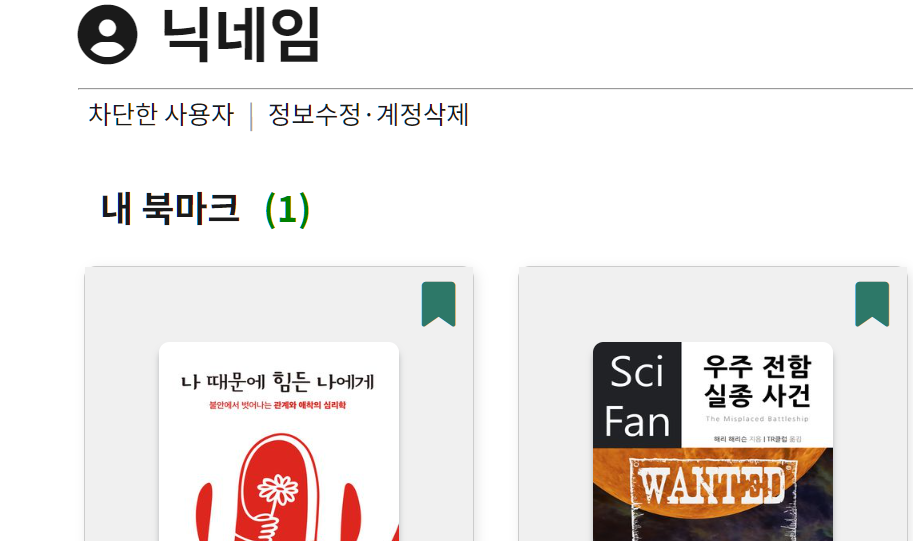 닉네임
차단한 사용자 | 정보수정·계정삭제
내 북마크 (1)
나 때문에 힘든 나에게
불안에서 벗어나는 관계와 애착의 심리학
Sci
Fan
우주 전함
실종 사건
The Misplaced Battleship
해리 해리슨 지음 | TR클럽 옮김
WANTED